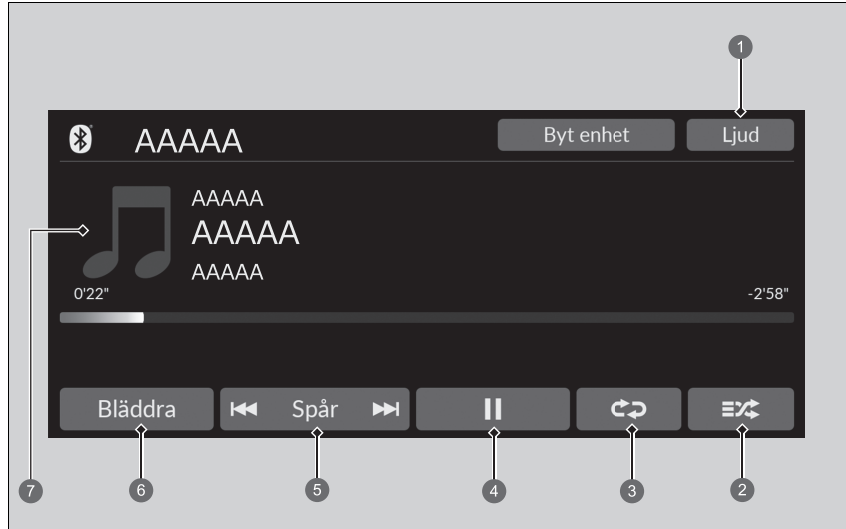 1
AAAAA
Byt enhet
Ljud
AAAAA
AAAAA
AAAAA
7
0'22"
-2'58"
Bläddra
Spår
6
5
4
3
2